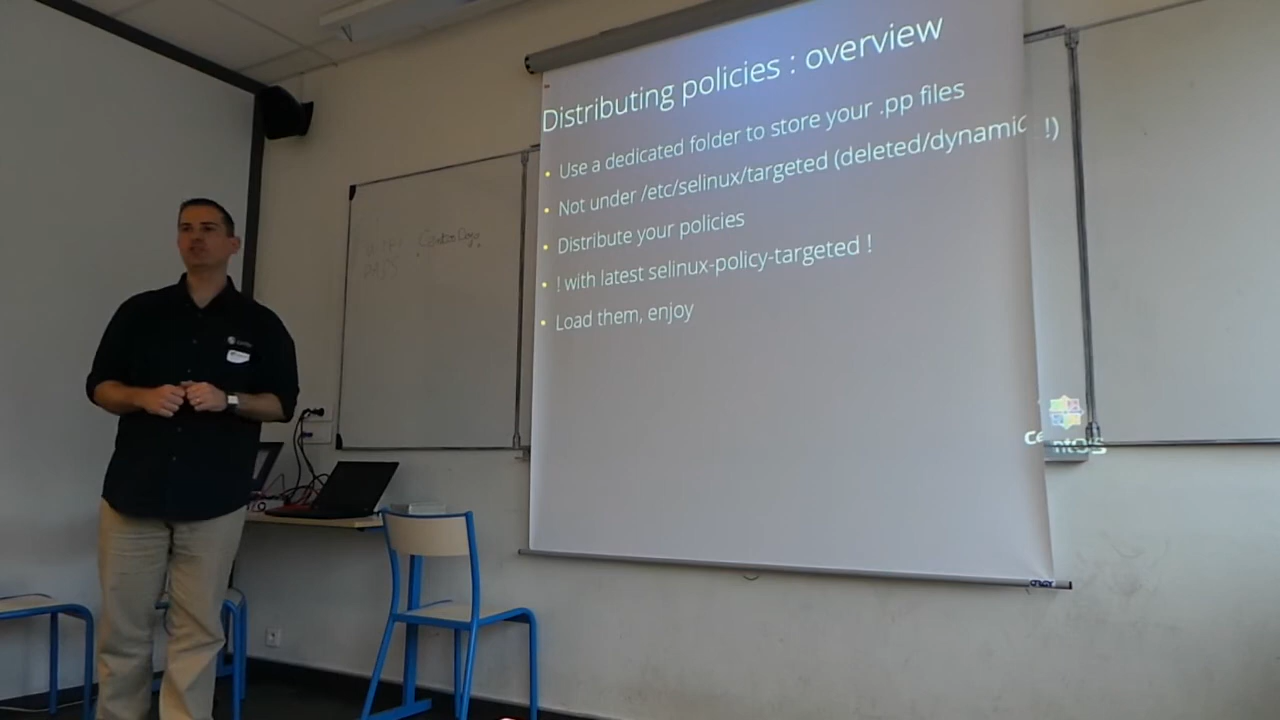 Distributing policies : overview
• Use a dedicated folder to store your .pp files
• Not under /etc/selinux/targeted (deleted/dynamic !)
• Distribute your policies
• ! with latest selinux-policy-targeted !
• Load them, enjoy
CentOS